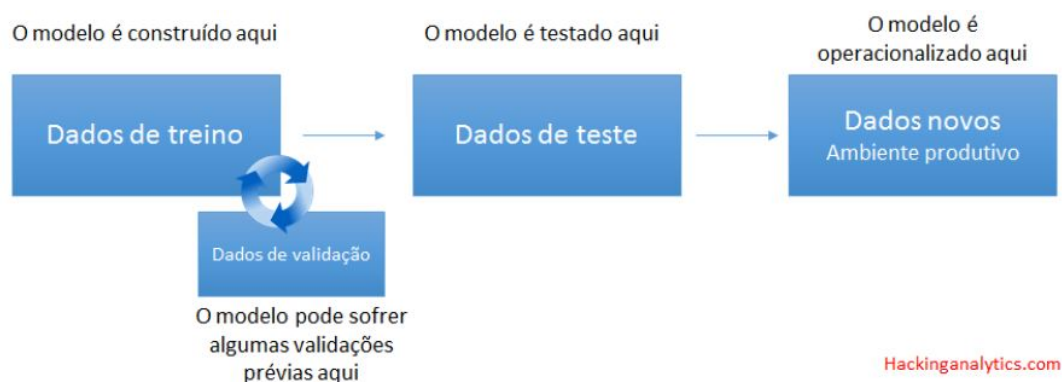 O modelo é construído aqui
Dados de treino
Dados de validação
O modelo pode sofrer
algumas validações
prévias aqui
O modelo é testado aqui
Dados de teste
O modelo é
operacionalizado aqui
Dados novos
Ambiente produtivo
Hackinganalytics.com